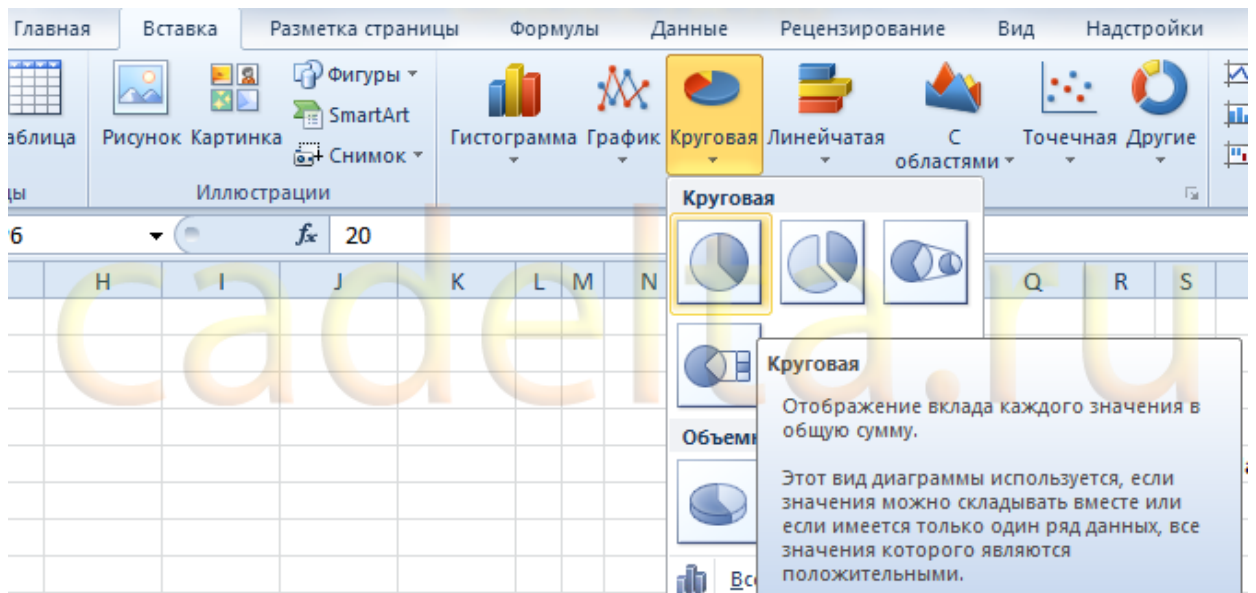 Главная Вставка Разметка страницы Формулы Данные Рецензирование Вид Надстройки
Фигуры
SmartArt
Снимок
Рисунок Картинка Гистограмма График Круговая Линейчатая С областями Точечная Другие
Иллюстрации
Круговая
fx 20
H I J K L M N Q R S
cadelta.ru
Круговая
Отображение вклада каждого значения в
общую сумму.
Этот вид диаграммы используется, если
значения можно складывать вместе или
если имеется только один ряд данных, все
значения которого являются
положительными.